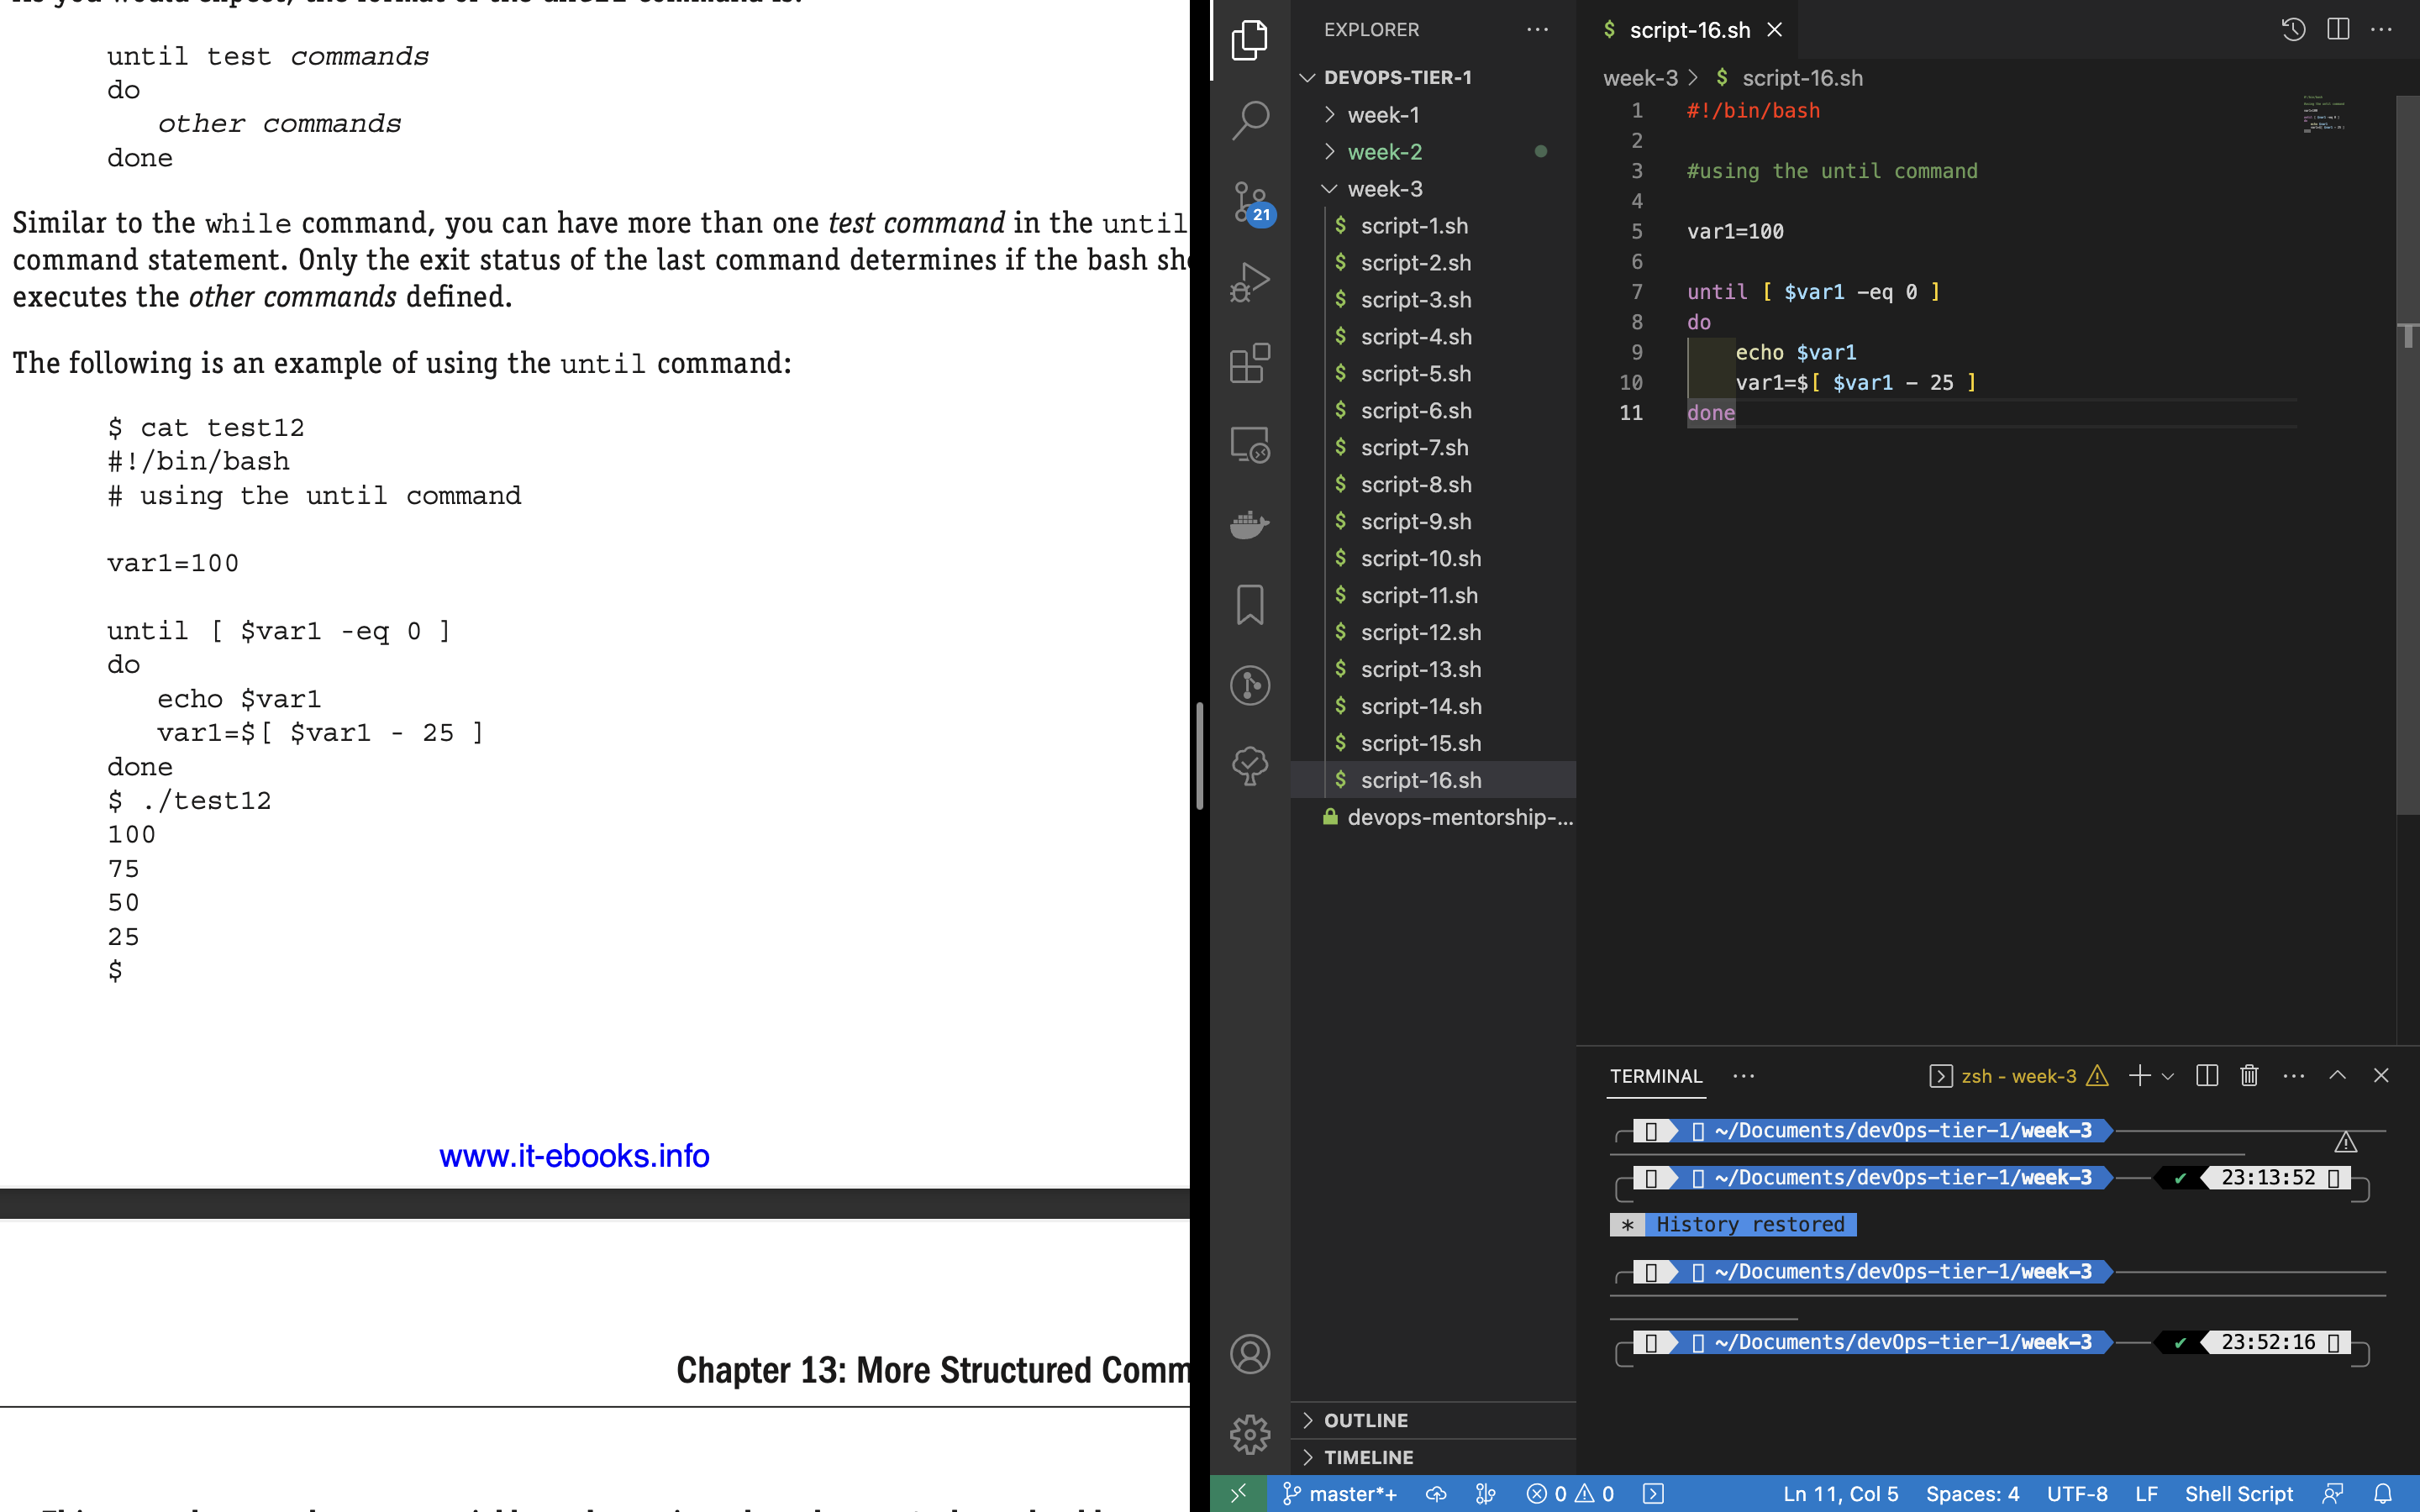 until test commands
do
other commands
done
Similar to the while command, you can have more than one test command in the until
command statement. Only the exit status of the last command determines if the bash
executes the other commands defined.
The following is an example of using the until command:
$ cat test12
#!/bin/bash
# using the until command
var1=100
until [ $var1 -eq 0 ]
do
echo $var1
var1=$[ $var1 - 25 ]
done
$ ./test12
100
75
50
25
$
www.it-ebooks.info
Chapter 13: More Structured Comm
EXPLORER
DEVOPS-TIER-1
week-1
week-2
week-3
$ script-1.sh
$ script-2.sh
$ script-3.sh
$ script-4.sh
$ script-5.sh
$ script-6.sh
$ script-7.sh
$ script-8.sh
$ script-9.sh
$ script-10.sh
$ script-11.sh
$ script-12.sh
$ script-13.sh
$ script-14.sh
$ script-15.sh
$ script-16.sh
devops-mentorship-...
OUTLINE
TIMELINE
21
$ script-16.sh
week-3 > $ script-16.sh
1 #!/bin/bash
2
3 #using the until command
4
5 var1=100
6
7 until [ $var1 -eq 0 ]
8 do
9 echo $var1
10 var1=$[ $var1 - 25 ]
11 done
TERMINAL
zsh - week-3
~/Documents/devOps-tier-1/week-3
~/Documents/devOps-tier-1/week-3 ✔ 23:13:52
* History restored
~/Documents/devOps-tier-1/week-3
~/Documents/devOps-tier-1/week-3 ✔ 23:52:16
master*+ 0 0 Ln 11, Col 5 Spaces: 4 UTF-8 LF Shell Script